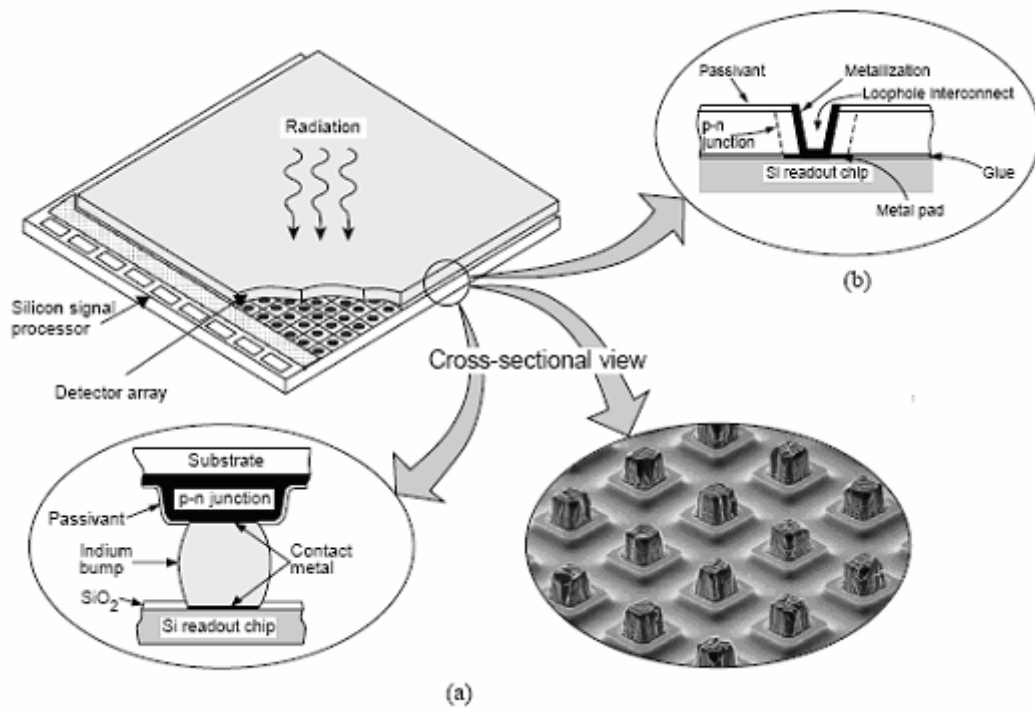 Radiation
Silicon signal
processor
Detector array
Cross-sectional view
(b)
Passivant
Metallization
Loophole Interconnect
p-n
junction
Si readout chip
Glue
Metal pad
Substrate
p-n junction
Passivant
Indium
bump
Contact
metal
SiO₂
Si readout chip
(a)